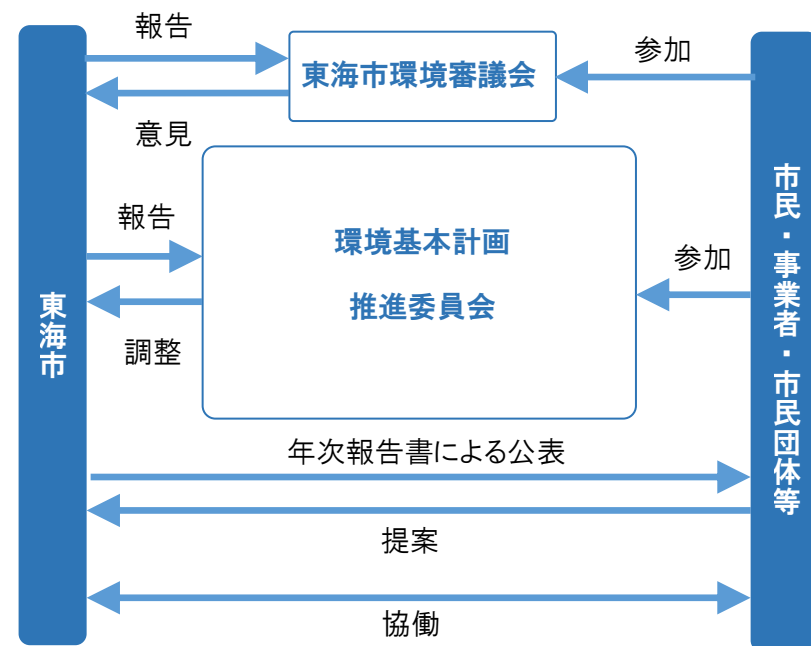 報告
東海市環境審議会
参加
意見
報告
環境基本計画
推進委員会
参加
調整
東海市
市民・事業者・市民団体等
年次報告書による公表
提案
協働